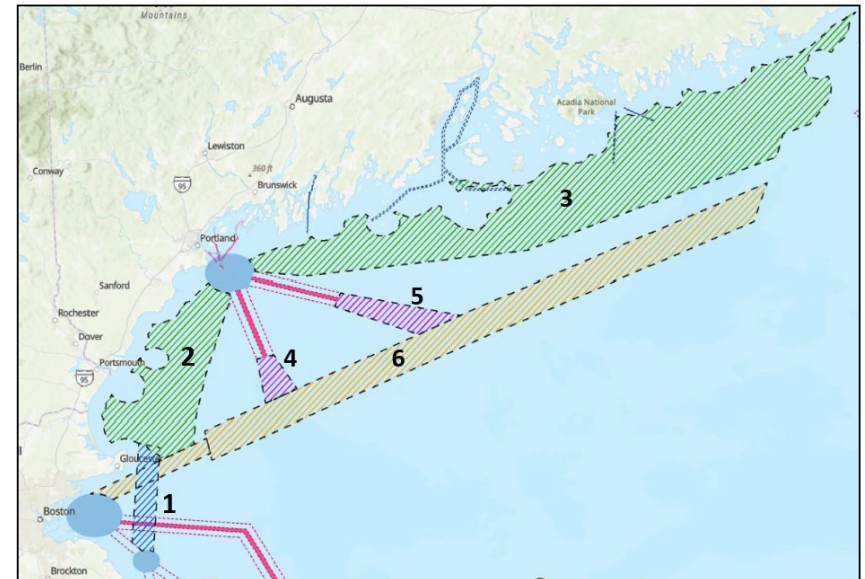 Mountains
Berlin
Augusta
Acadia National
Park
Lewiston
Conway
360 ft
95
Brunswick
3
Portland
Sanford
5
Rochester
4
Dover
2
6
Portsmouth
95
Gloucester
1
Boston
Brockton